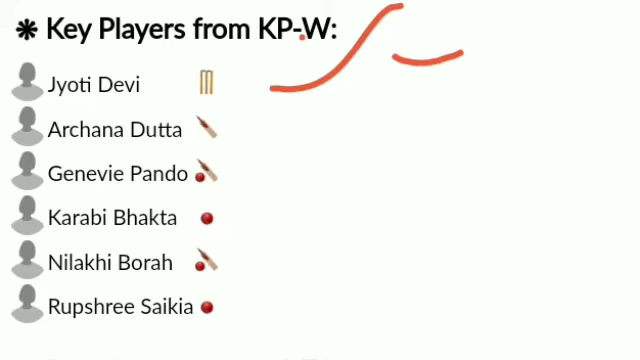 ❋ Key Players from KP-W:
Jyoti Devi
Archana Dutta
Genevie Pando
Karabi Bhakta
Nilakhi Borah
Rupshree Saikia